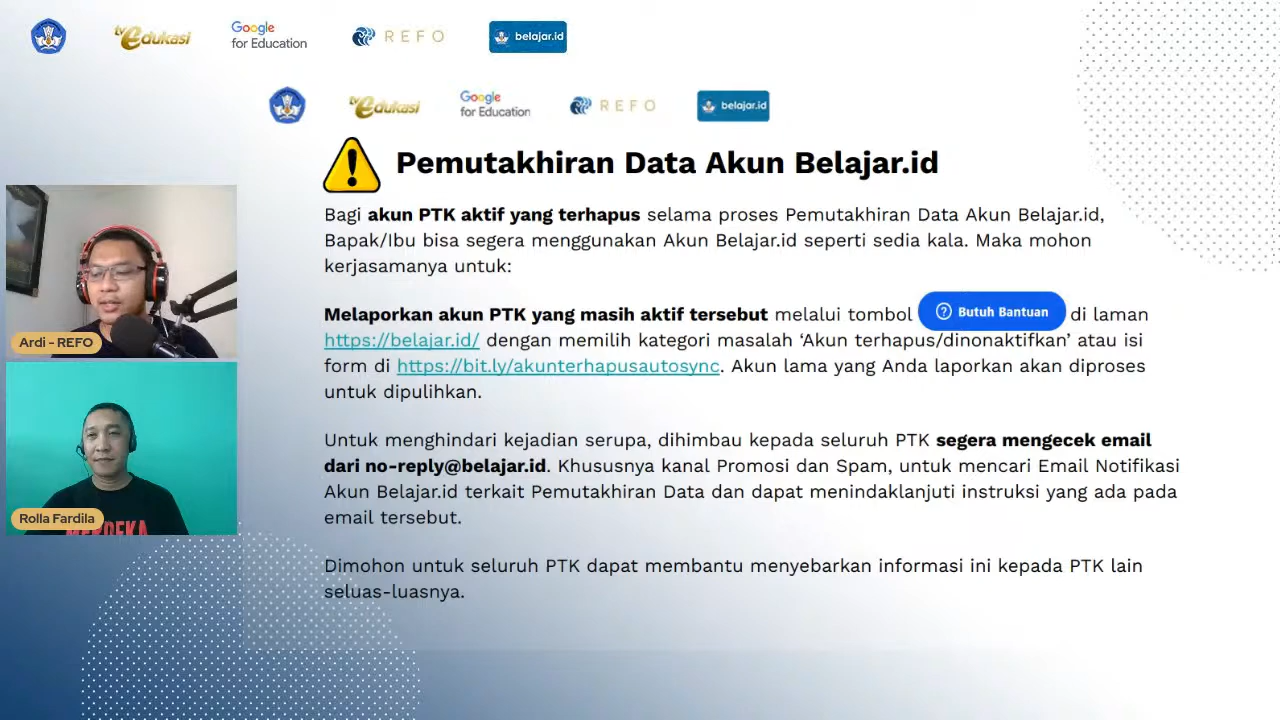 tv edukasi
Google
for Education
REFO
belajar.id
tv edukasi
Google
for Education
REFO
belajar.id
Pemutakhiran Data Akun Belajar.id
Bagi akun PTK aktif yang terhapus selama proses Pemutakhiran Data Akun Belajar.id,
Bapak/Ibu bisa segera menggunakan Akun Belajar.id seperti sedia kala. Maka mohon
kerjasamanya untuk:
Melaporkan akun PTK yang masih aktif tersebut melalui tombol Butuh Bantuan di laman
https://belajar.id/ dengan memilih kategori masalah ‘Akun terhapus/dinonaktifkan’ atau isi
form di https://bit.ly/akunterhapusautosync. Akun lama yang Anda laporkan akan diproses
untuk dipulihkan.
Untuk menghindari kejadian serupa, dihimbau kepada seluruh PTK segera mengecek email
dari no-reply@belajar.id. Khususnya kanal Promosi dan Spam, untuk mencari Email Notifikasi
Akun Belajar.id terkait Pemutakhiran Data dan dapat menindaklanjuti instruksi yang ada pada
email tersebut.
Dimohon untuk seluruh PTK dapat membantu menyebarkan informasi ini kepada PTK lain
seluas-luasnya.
Ardi - REFO
MERDEKA
Rolla Fardila